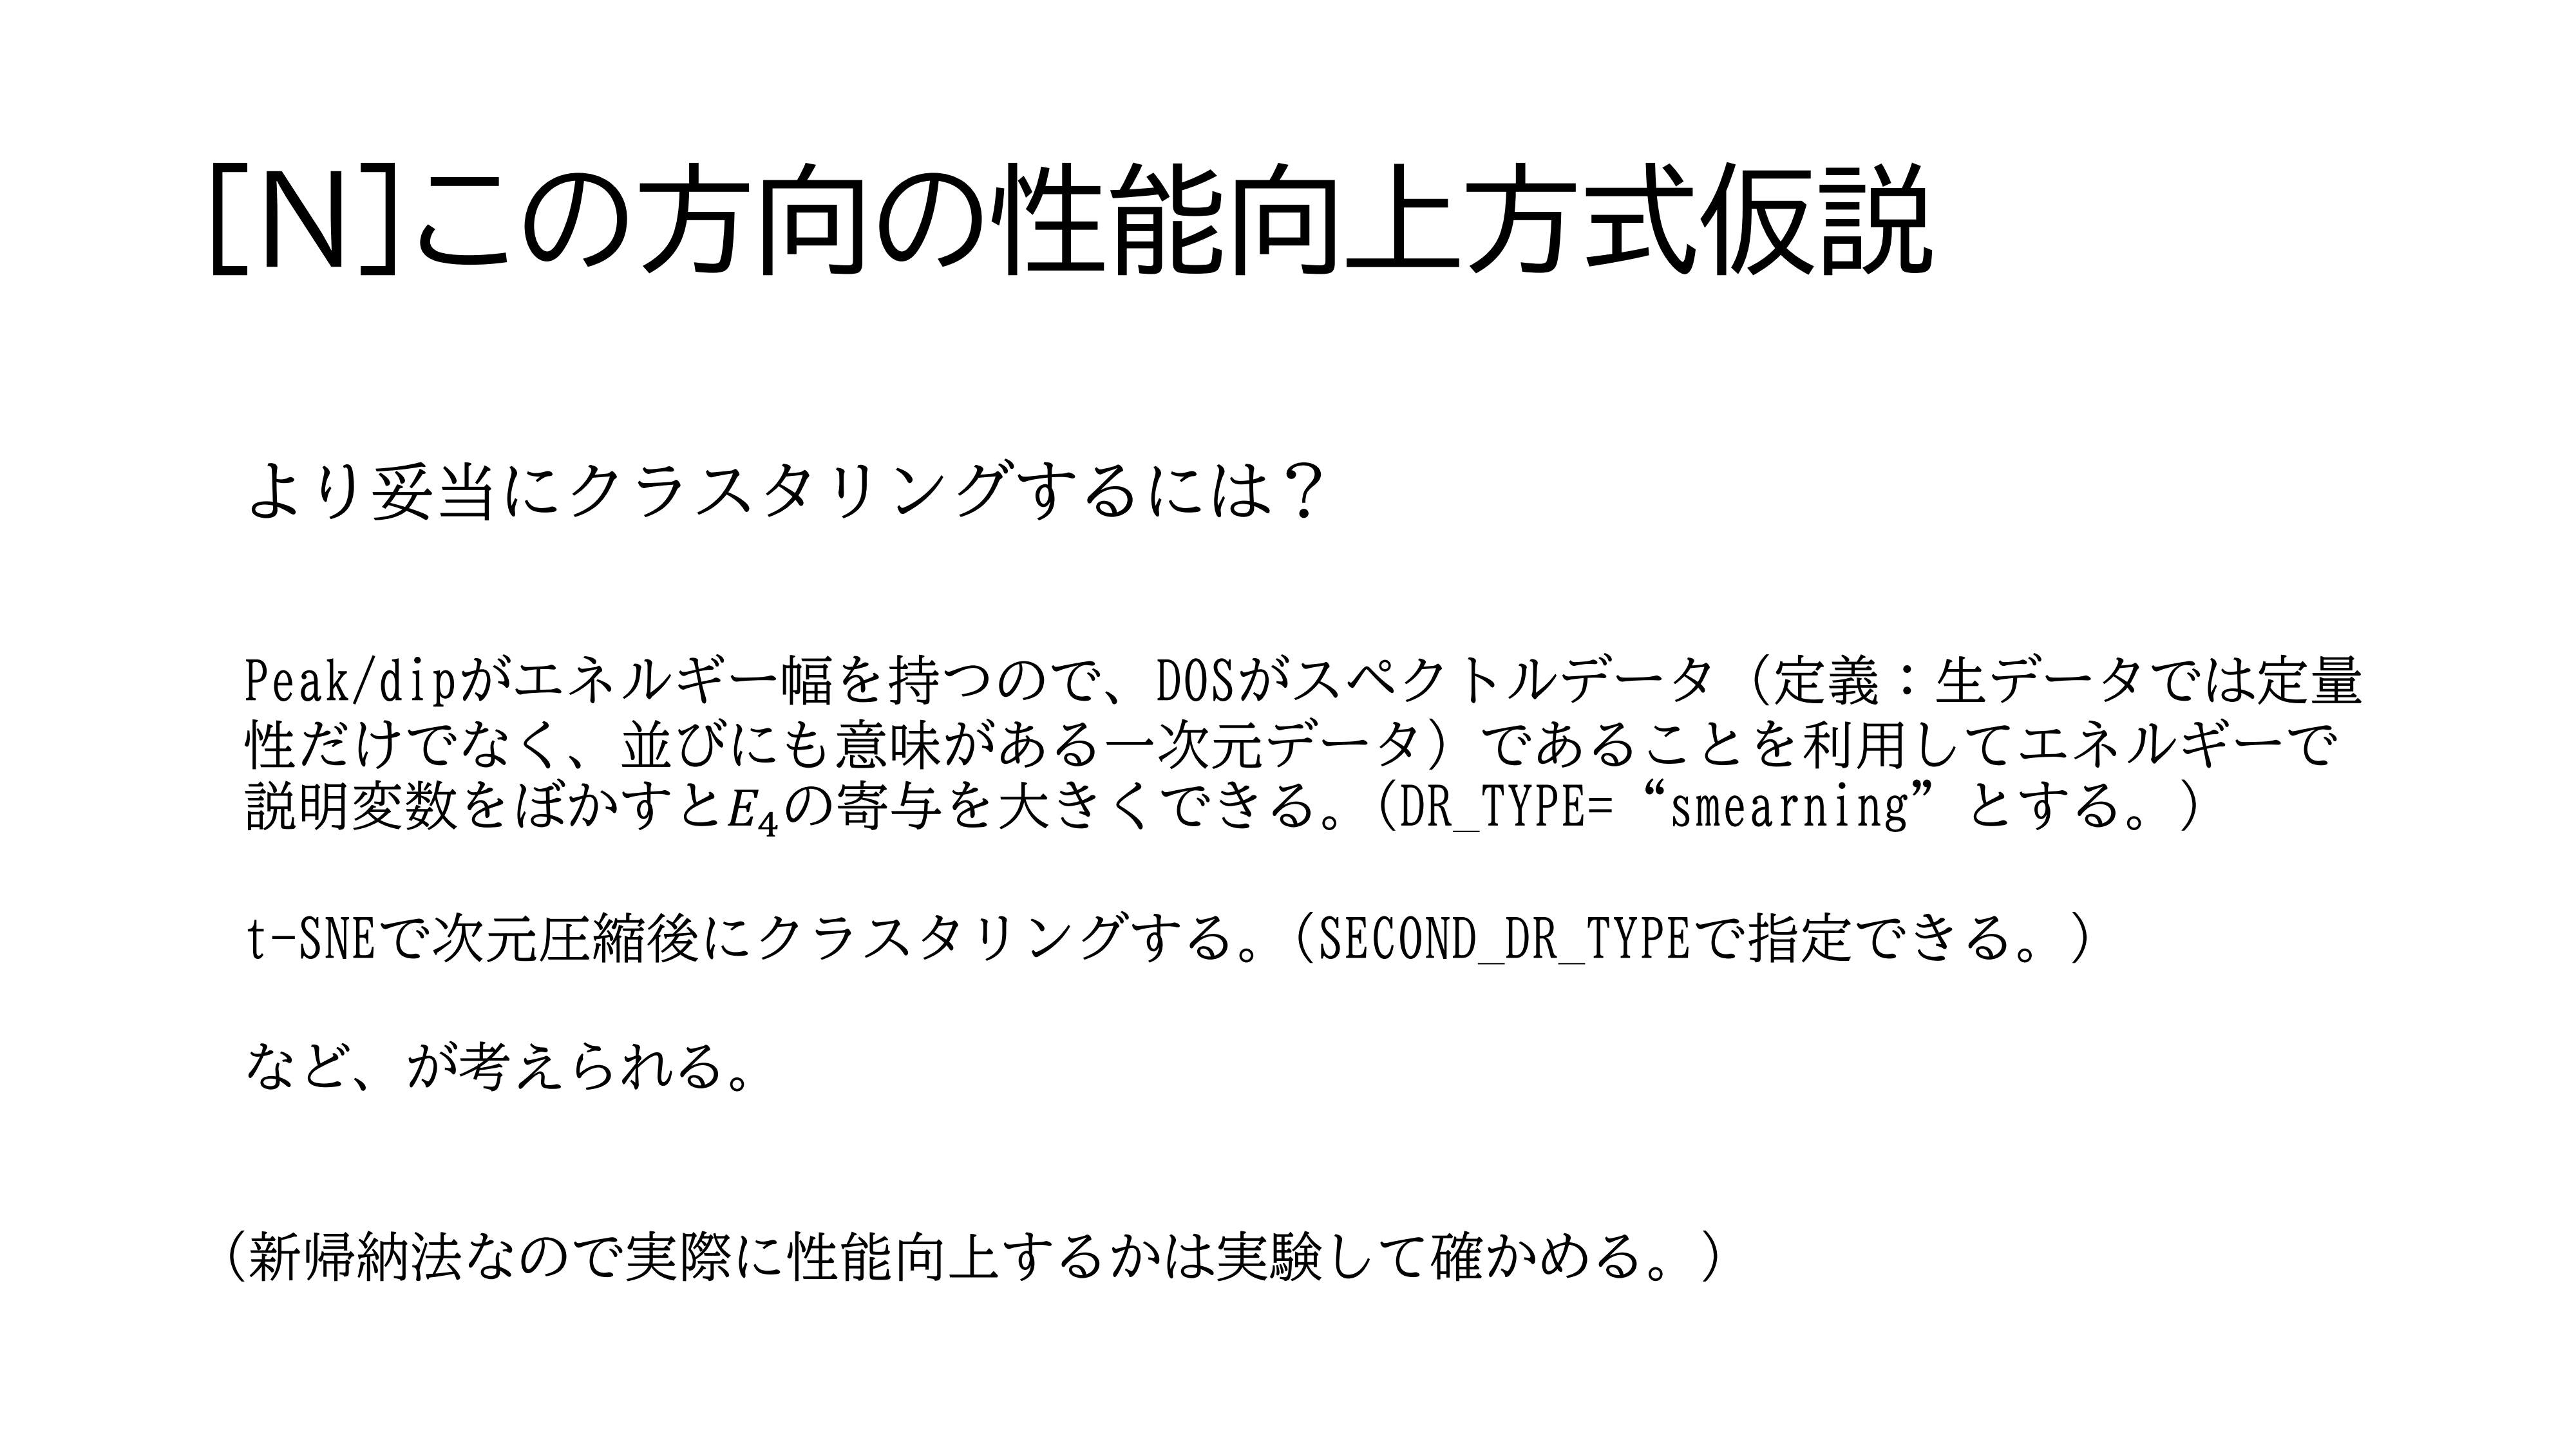 [N]この方向の性能向上方式仮説
より妥当にクラスタリングするには？
Peak/dipがエネルギー幅を持つので、DOSがスペクトルデータ（定義：生データでは定量
性だけでなく、並びにも意味がある一次元データ）であることを利用してエネルギーで
説明変数をぼかすとE₄の寄与を大きくできる。（DR_TYPE= “smearning” とする。）
t-SNEで次元圧縮後にクラスタリングする。（SECOND_DR_TYPEで指定できる。）
など、が考えられる。
（新帰納法なので実際に性能向上するかは実験して確かめる。）